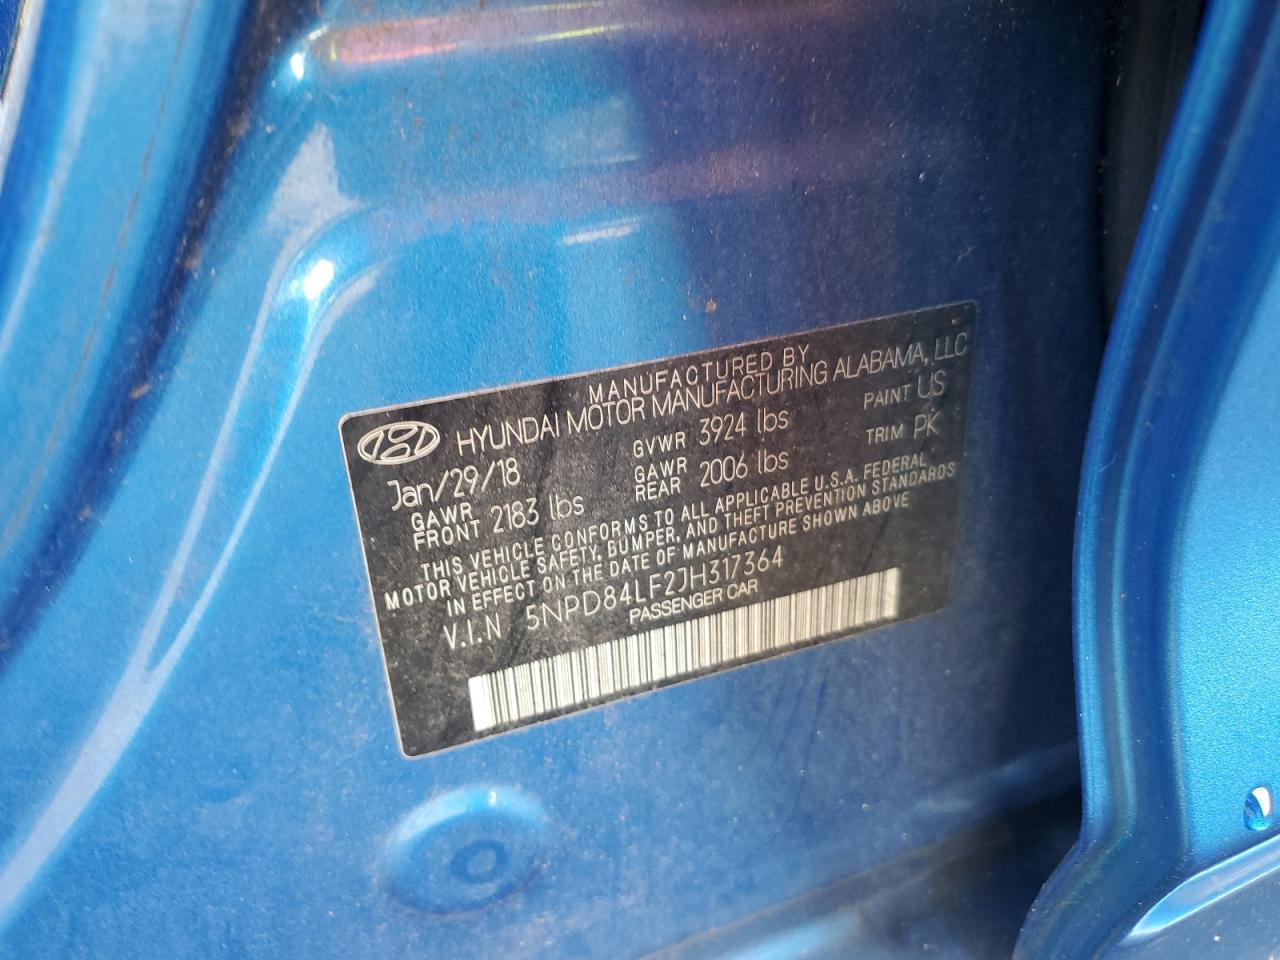 MANUFACTURED BY
HYUNDAI MOTOR MANUFACTURING ALABAMA, LLC
Jan/29/18 GVWR 3924 lbs PAINT US
GAWR FRONT 2183 lbs GAWR REAR 2006 lbs TRIM PK
THIS VEHICLE CONFORMS TO ALL APPLICABLE U.S.A. FEDERAL
MOTOR VEHICLE SAFETY, BUMPER, AND THEFT PREVENTION STANDARDS
IN EFFECT ON THE DATE OF MANUFACTURE SHOWN ABOVE
V.I.N 5NPD84LF2JH317364
PASSENGER CAR